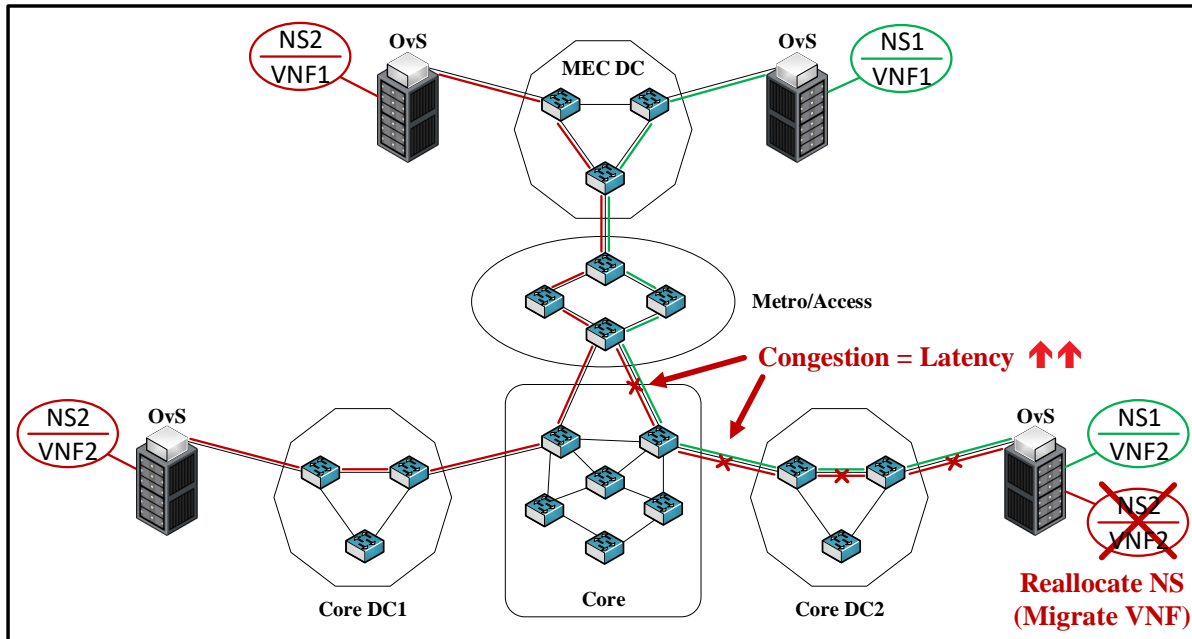 NS2
VNF1
OvS
MEC DC
OvS
NS1
VNF1
Metro/Access
Congestion = Latency
NS2
VNF2
OvS
OvS
NS1
VNF2
NS2
VNF2
Core DC1
Core
Core DC2
Reallocate NS
(Migrate VNF)